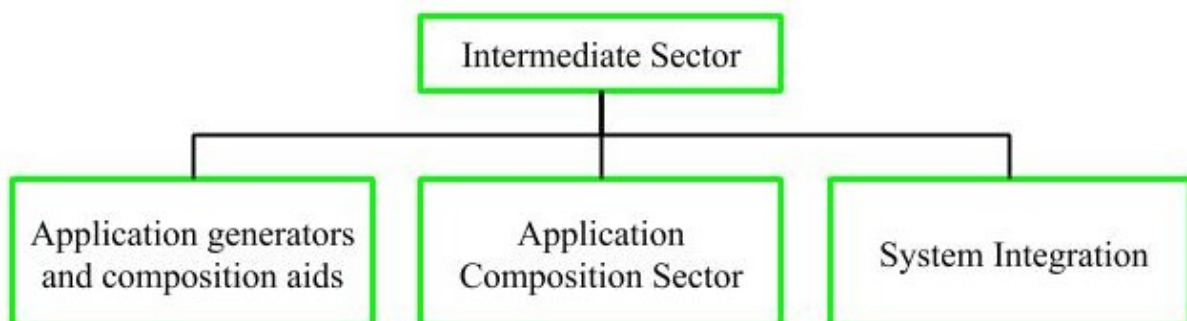 Intermediate Sector
Application generators
and composition aids
Application
Composition Sector
System Integration